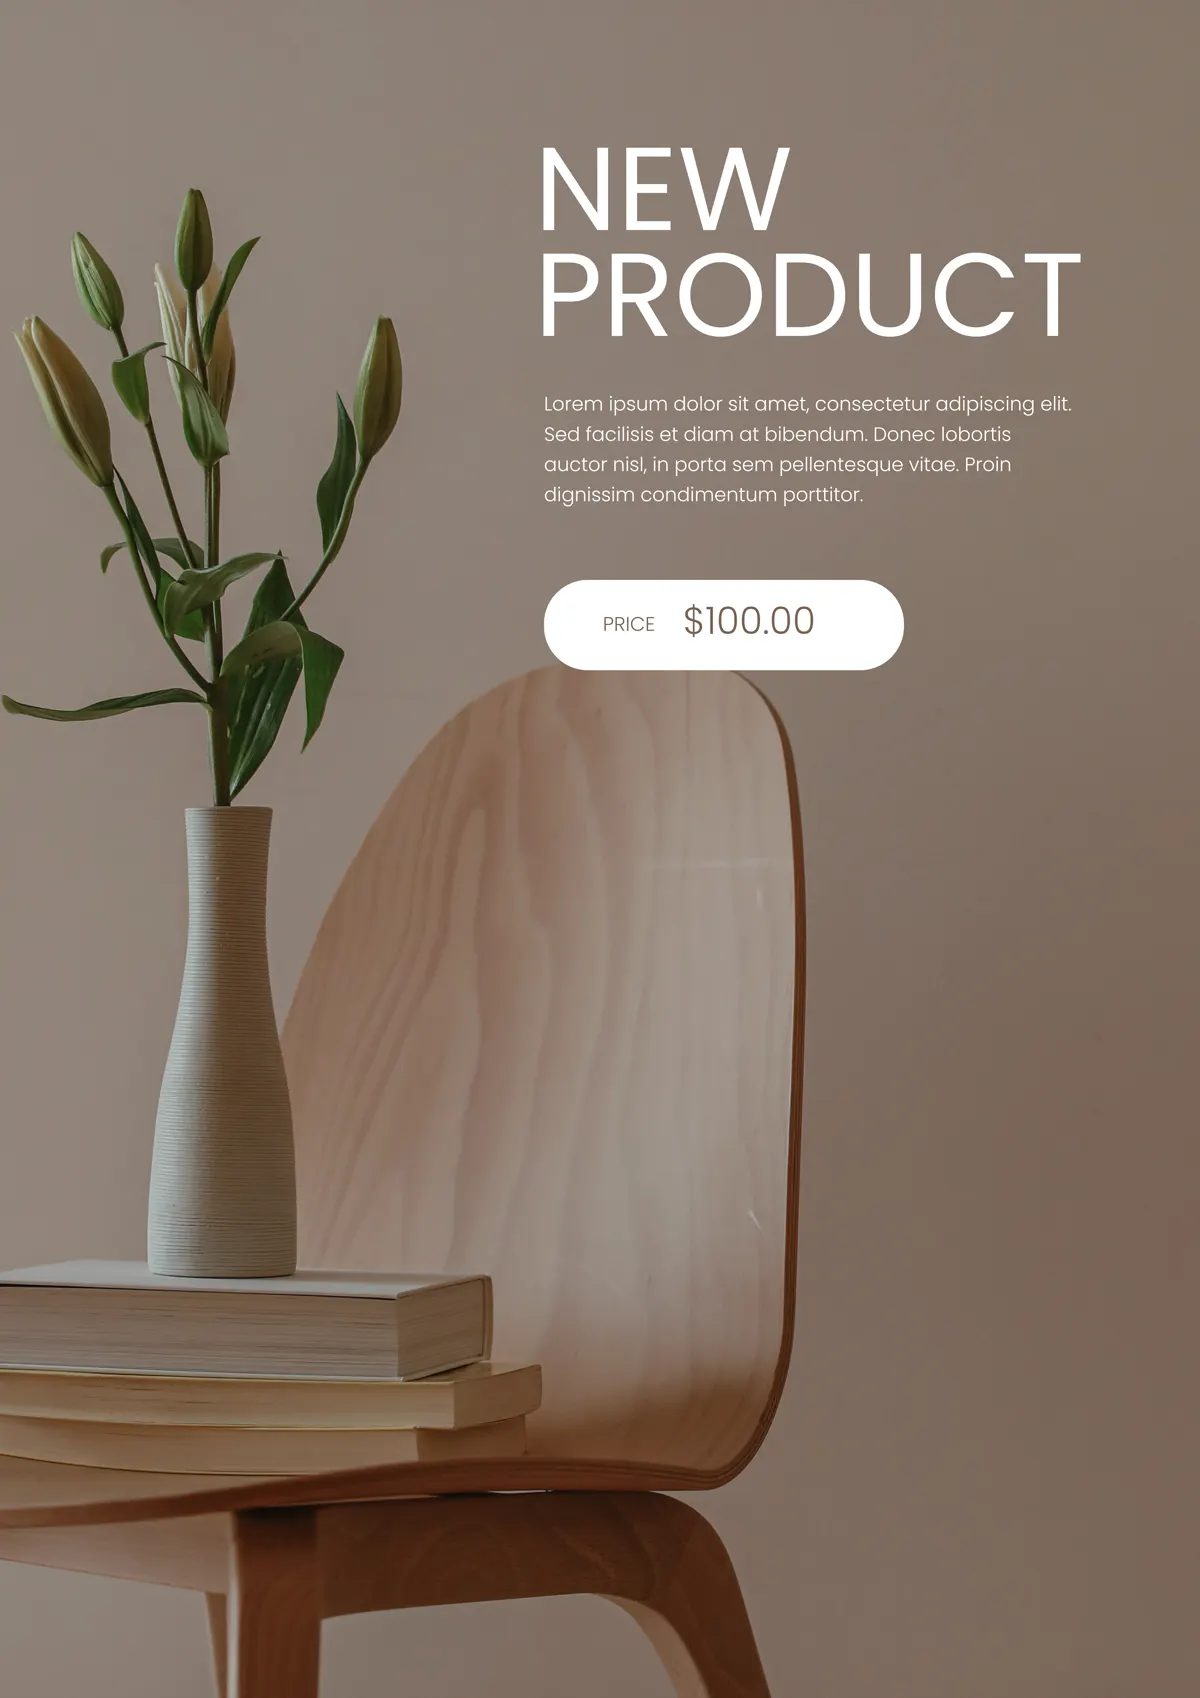 NEW
PRODUCT
Lorem ipsum dolor sit amet, consectetur adipiscing elit.
Sed facilisis et diam at bibendum. Donec lobortis
auctor nisl, in porta sem pellentesque vitae. Proin
dignissim condimentum porttitor.
PRICE $100.00